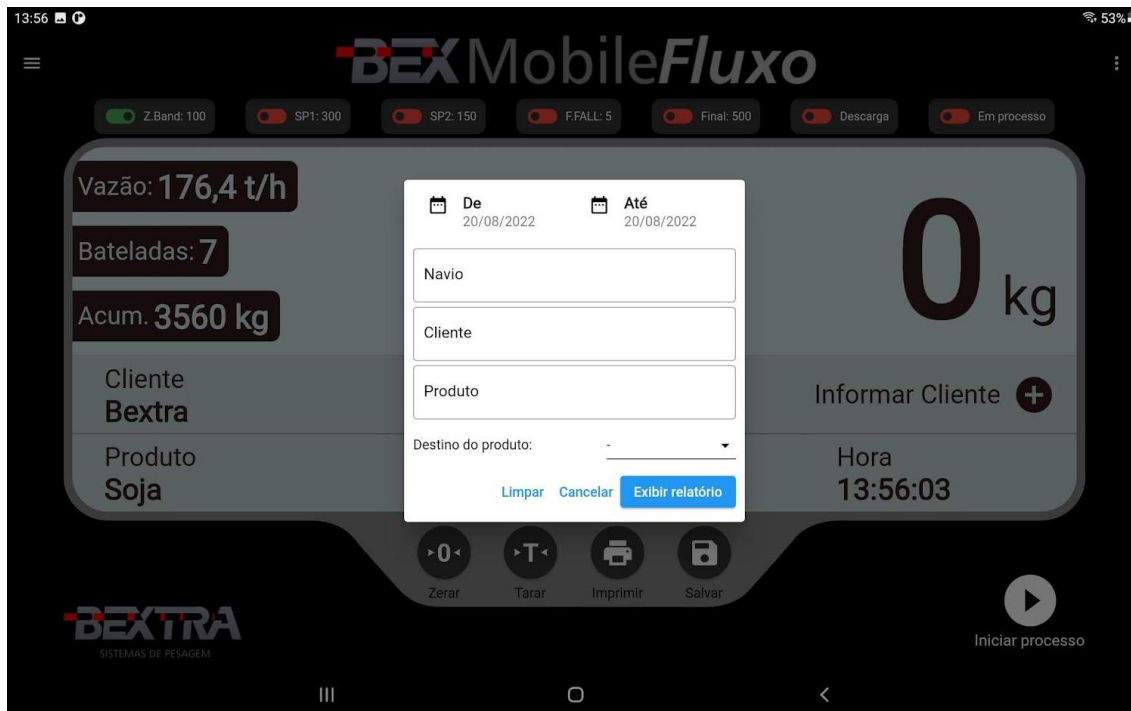 13:56 53%
BEX MobileFluxo
Z.Band: 100 SP1: 300 SP2: 150 F.FALL: 5 Final: 500 Descarga Em processo
Vazão: 176,4 t/h
Bateladas: 7
Acum. 3560 kg
De Até
20/08/2022 20/08/2022
Navio
Cliente
Produto
Destino do produto: -
Limpar Cancelar Exibir relatório
0 kg
Cliente
Bextra
Informar Cliente +
Produto
Soja
Hora
13:56:03
0 T
Zerar Tarar Imprimir Salvar
BEXTRA
SISTEMAS DE PESAGEM
Iniciar processo